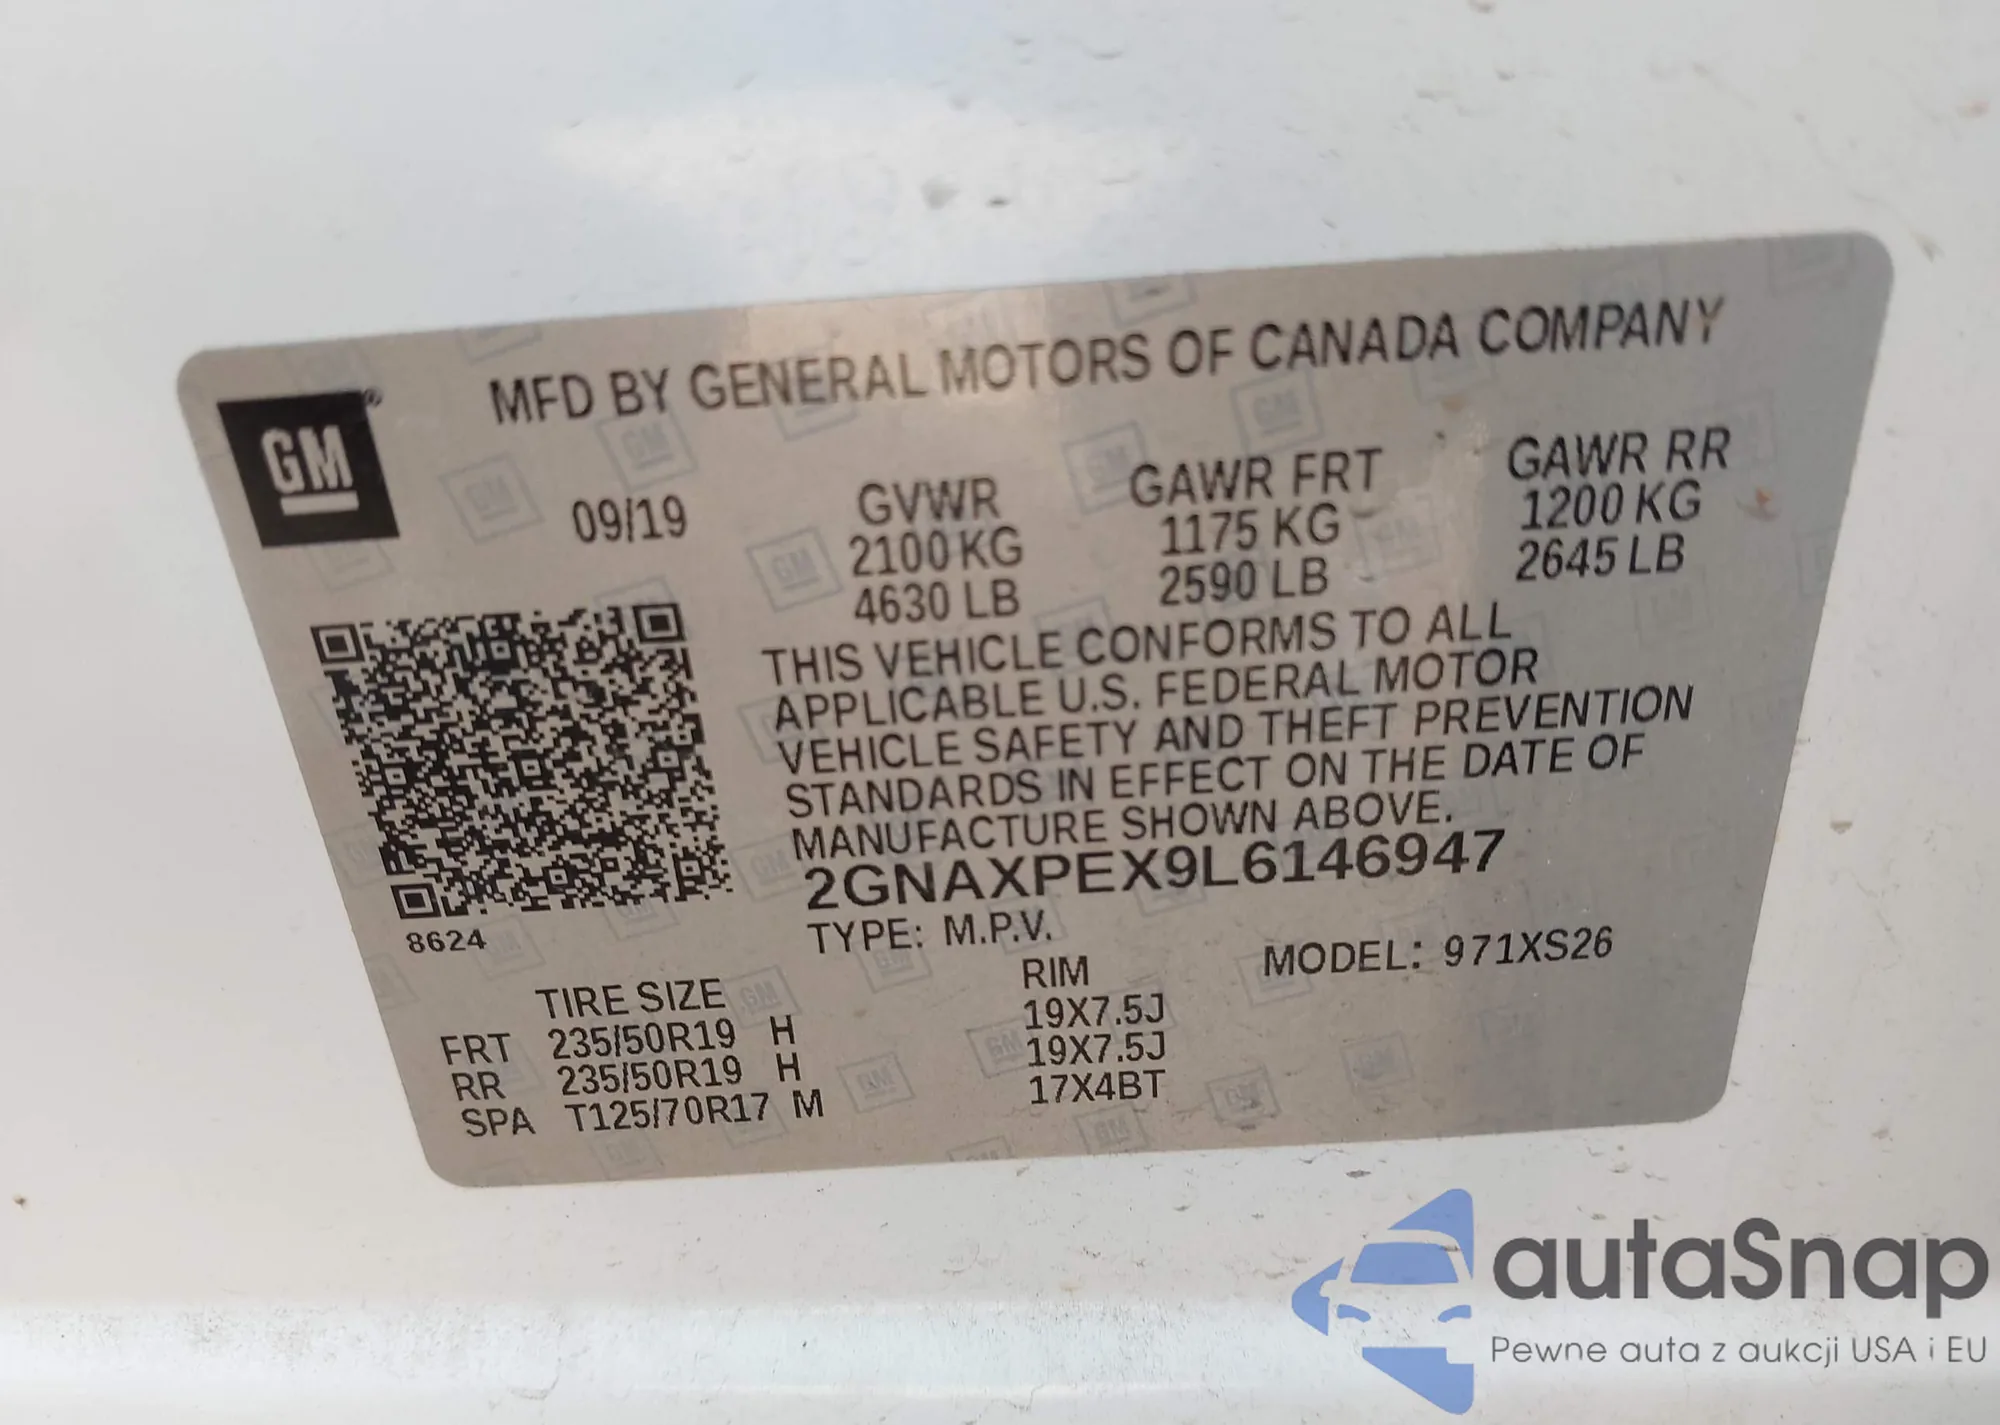 MFD BY GENERAL MOTORS OF CANADA COMPANY
GM®
09/19
GVWR
2100 KG
4630 LB
GAWR FRT
1175 KG
2590 LB
GAWR RR
1200 KG
2645 LB
THIS VEHICLE CONFORMS TO ALL
APPLICABLE U.S. FEDERAL MOTOR
VEHICLE SAFETY AND THEFT PREVENTION
STANDARDS IN EFFECT ON THE DATE OF
MANUFACTURE SHOWN ABOVE.
2GNAXPEX9L6146947
8624
TYPE: M.P.V.
MODEL: 971XS26
TIRE SIZE RIM
FRT 235/50R19 H 19X7.5J
RR 235/50R19 H 19X7.5J
SPA T125/70R17 M 17X4BT
autaSnap
Pewne auta z aukcji USA i EU